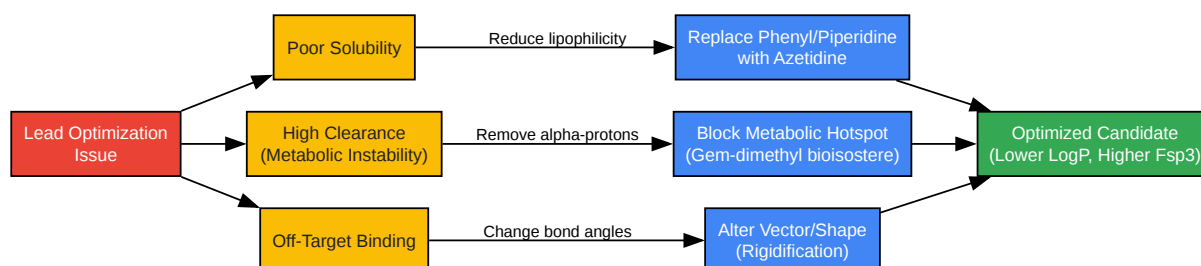 Poor Solubility
Reduce lipophilicity
Replace Phenyl/Piperidine
with Azetidine
Lead Optimization
Issue
High Clearance
(Metabolic Instability)
Remove alpha-protons
Block Metabolic Hotspot
(Gem-dimethyl bioisostere)
Optimized Candidate
(Lower LogP, Higher Fsp3)
Off-Target Binding
Change bond angles
Alter Vector/Shape
(Rigidification)